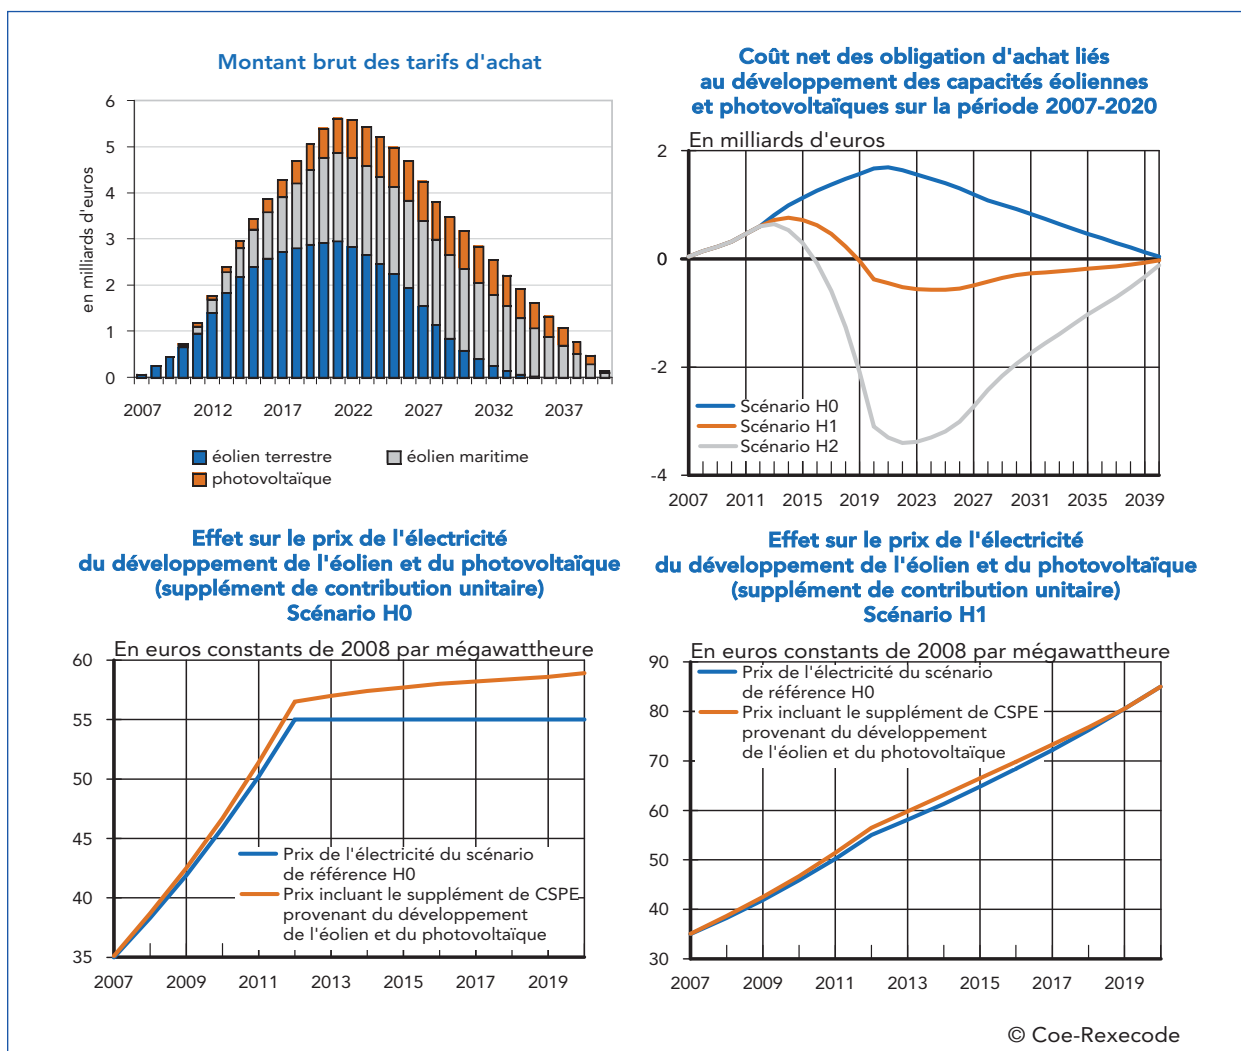 Montant brut des tarifs d'achat
6
5
4
3
2
1
0
en milliards d'euros
2007 2012 2017 2022 2027 2032 2037
éolien terrestre
éolien maritime
photovoltaïque
Coût net des obligation d'achat liés
au développement des capacités éoliennes
et photovoltaïques sur la période 2007-2020
En milliards d'euros
2
0
-2
-4
Scénario H0
Scénario H1
Scénario H2
2007 2011 2015 2019 2023 2027 2031 2035 2039
Effet sur le prix de l'électricité
du développement de l'éolien et du photovoltaïque
(supplément de contribution unitaire)
Scénario H0
En euros constants de 2008 par mégawattheure
60
55
50
45
40
35
Prix de l'électricité du scénario
de référence H0
Prix incluant le supplément de CSPE
provenant du développement
de l'éolien et du photovoltaïque
2007 2009 2011 2013 2015 2017 2019
Effet sur le prix de l'électricité
du développement de l'éolien et du photovoltaïque
(supplément de contribution unitaire)
Scénario H1
En euros constants de 2008 par mégawattheure
90
80
70
60
50
40
30
Prix de l'électricité du scénario
de référence H0
Prix incluant le supplément de CSPE
provenant du développement
de l'éolien et du photovoltaïque
2007 2009 2011 2013 2015 2017 2019
© Coe-Rexecode